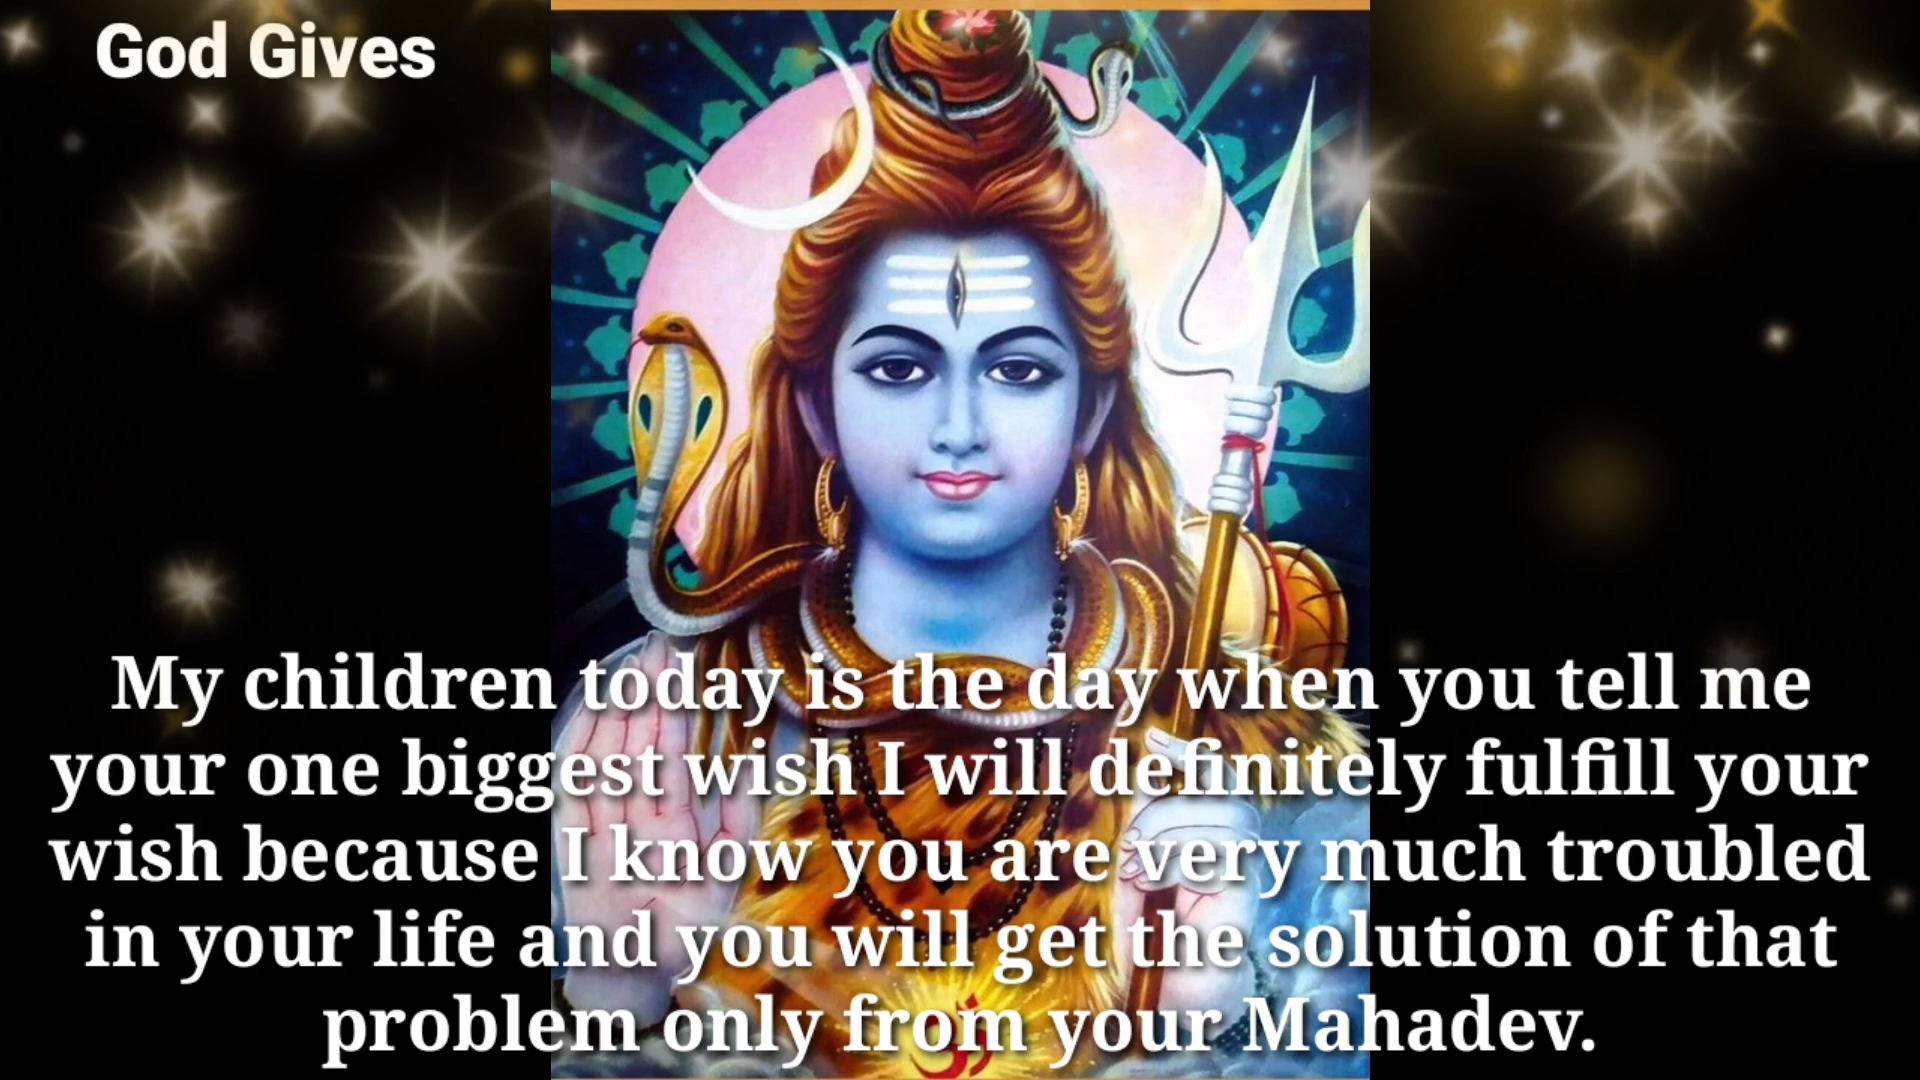 God Gives
My children today is the day when you tell me
your one biggest wish I will definitely fulfill your
wish because I know you are very much troubled
in your life and you will get the solution of that
problem only from your Mahadev.
ॐ